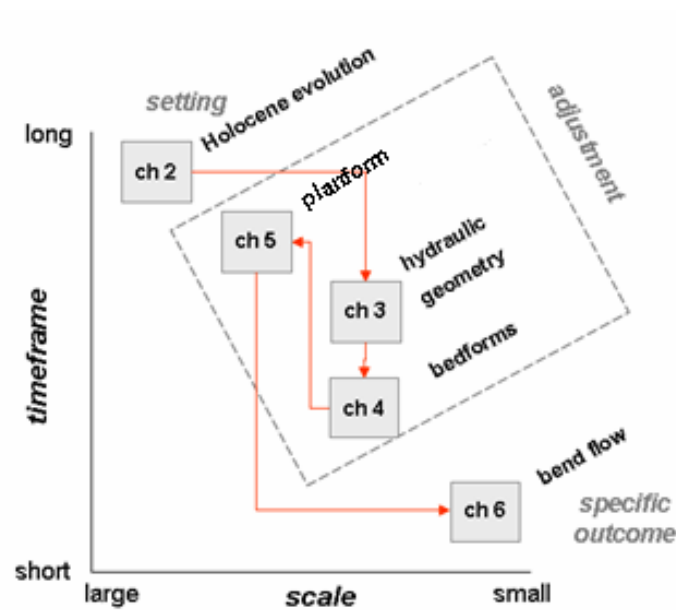 setting
Holocene evolution
adjustment
long
ch 2
planform
ch 5
hydraulic
geometry
ch 3
timeframe
bedforms
ch 4
bend flow
ch 6
specific
outcome
short
large
scale
small